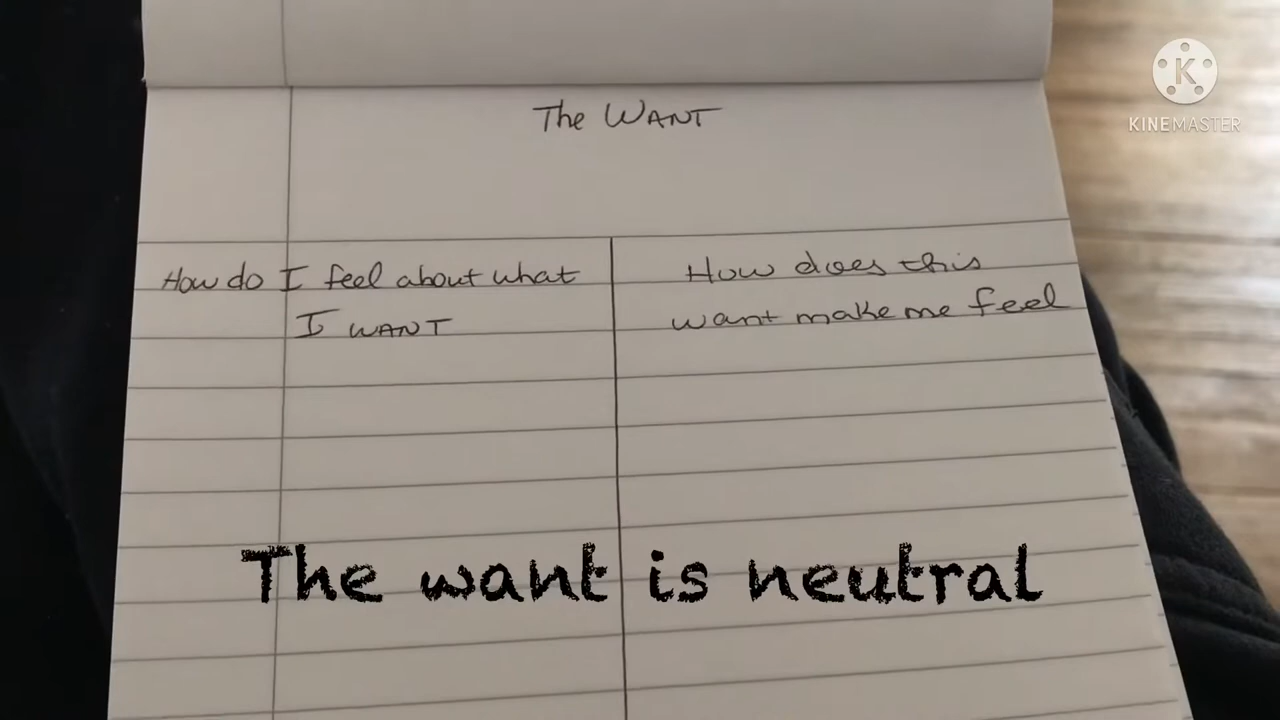 The WANT
How do I feel about what
I WANT
How does this
want make me feel
The want is neutral
K
KINEMASTER